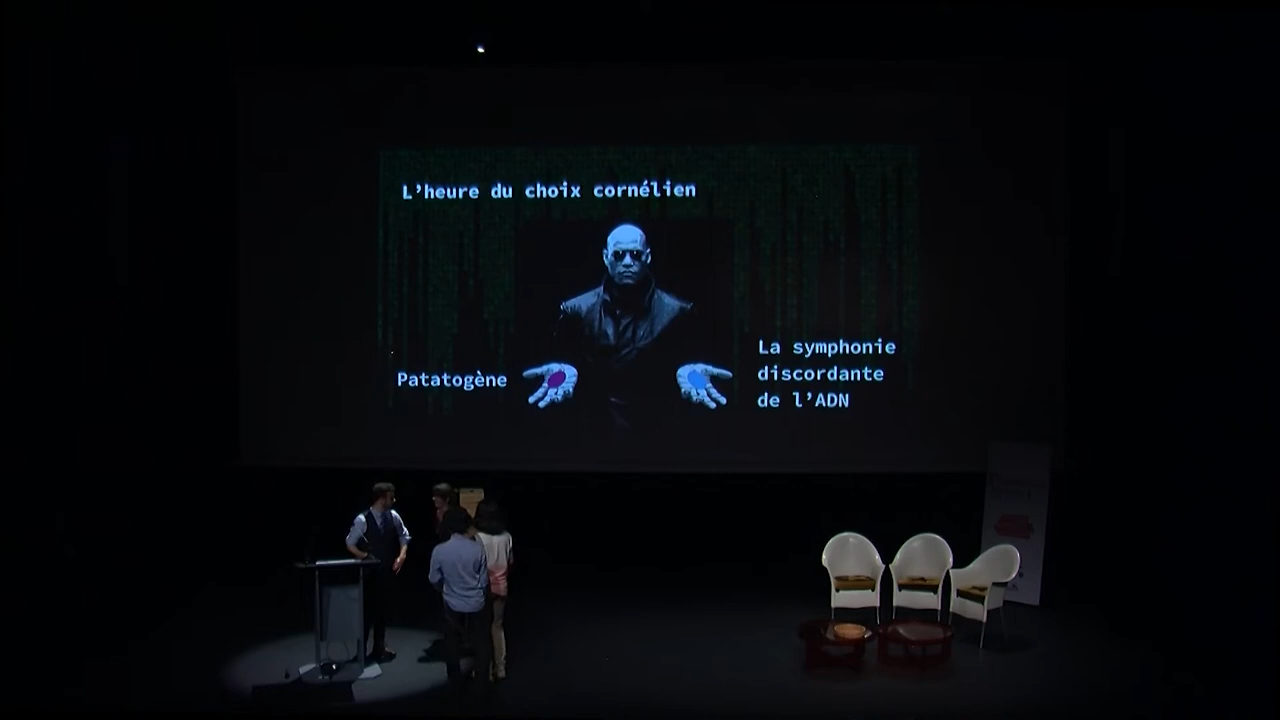 L’heure du choix cornélien
Patatogène
La symphonie
discordante
de l’ADN